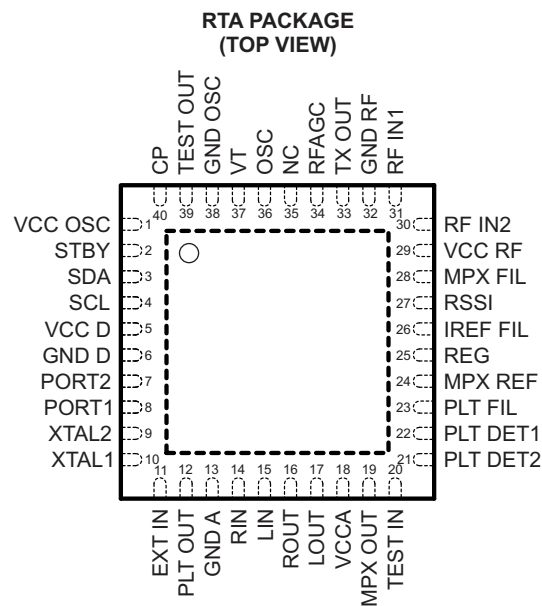 RTA PACKAGE
(TOP VIEW)
CP
TEST OUT
GND OSC
VT
OSC
NC
RFAGC
TX OUT
GND RF
RF IN1
40
39
38
37
36
35
34
33
32
31
VCC OSC 1
STBY 2
SDA 3
SCL 4
VCC D 5
GND D 6
PORT2 7
PORT1 8
XTAL2 9
XTAL1 10
30 RF IN2
29 VCC RF
28 MPX FIL
27 RSSI
26 IREF FIL
25 REG
24 MPX REF
23 PLT FIL
22 PLT DET1
21 PLT DET2
11
12
13
14
15
16
17
18
19
20
EXT IN
PLT OUT
GND A
RIN
LIN
ROUT
LOUT
VCCA
MPX OUT
TEST IN